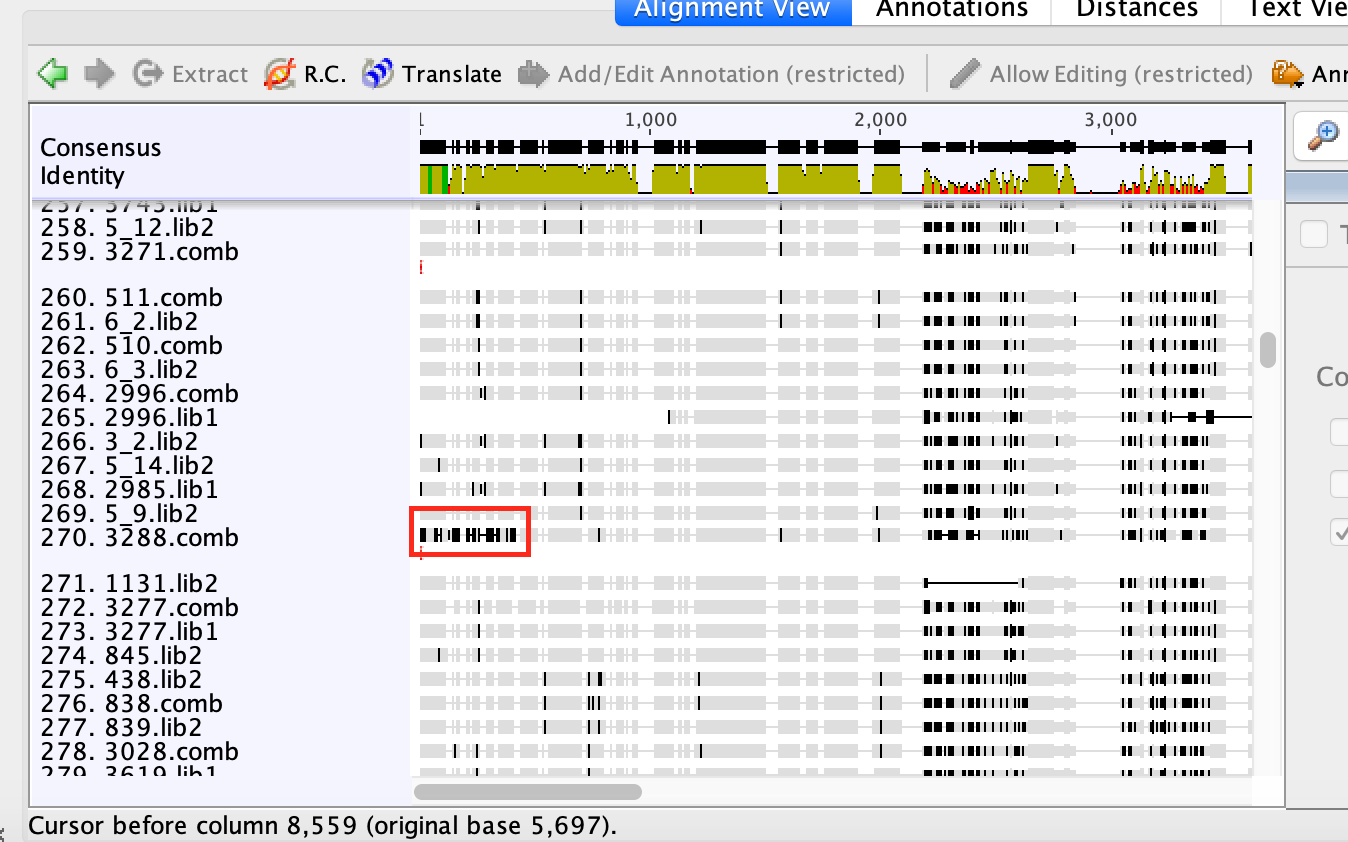 Alignment View Annotations Distances Text Vie
Extract R.C. Translate Add/Edit Annotation (restricted) Allow Editing (restricted) Ann
1 1,000 2,000 3,000
Consensus
Identity
257. 3743.lib1
258. 5_12.lib2
259. 3271.comb
260. 511.comb
261. 6_2.lib2
262. 510.comb
263. 6_3.lib2
264. 2996.comb
265. 2996.lib1
266. 3_2.lib2
267. 5_14.lib2
268. 2985.lib1
269. 5_9.lib2
270. 3288.comb
271. 1131.lib2
272. 3277.comb
273. 3277.lib1
274. 845.lib2
275. 438.lib2
276. 838.comb
277. 839.lib2
278. 3028.comb
279. 3619.lib1
Co
Cursor before column 8,559 (original base 5,697).